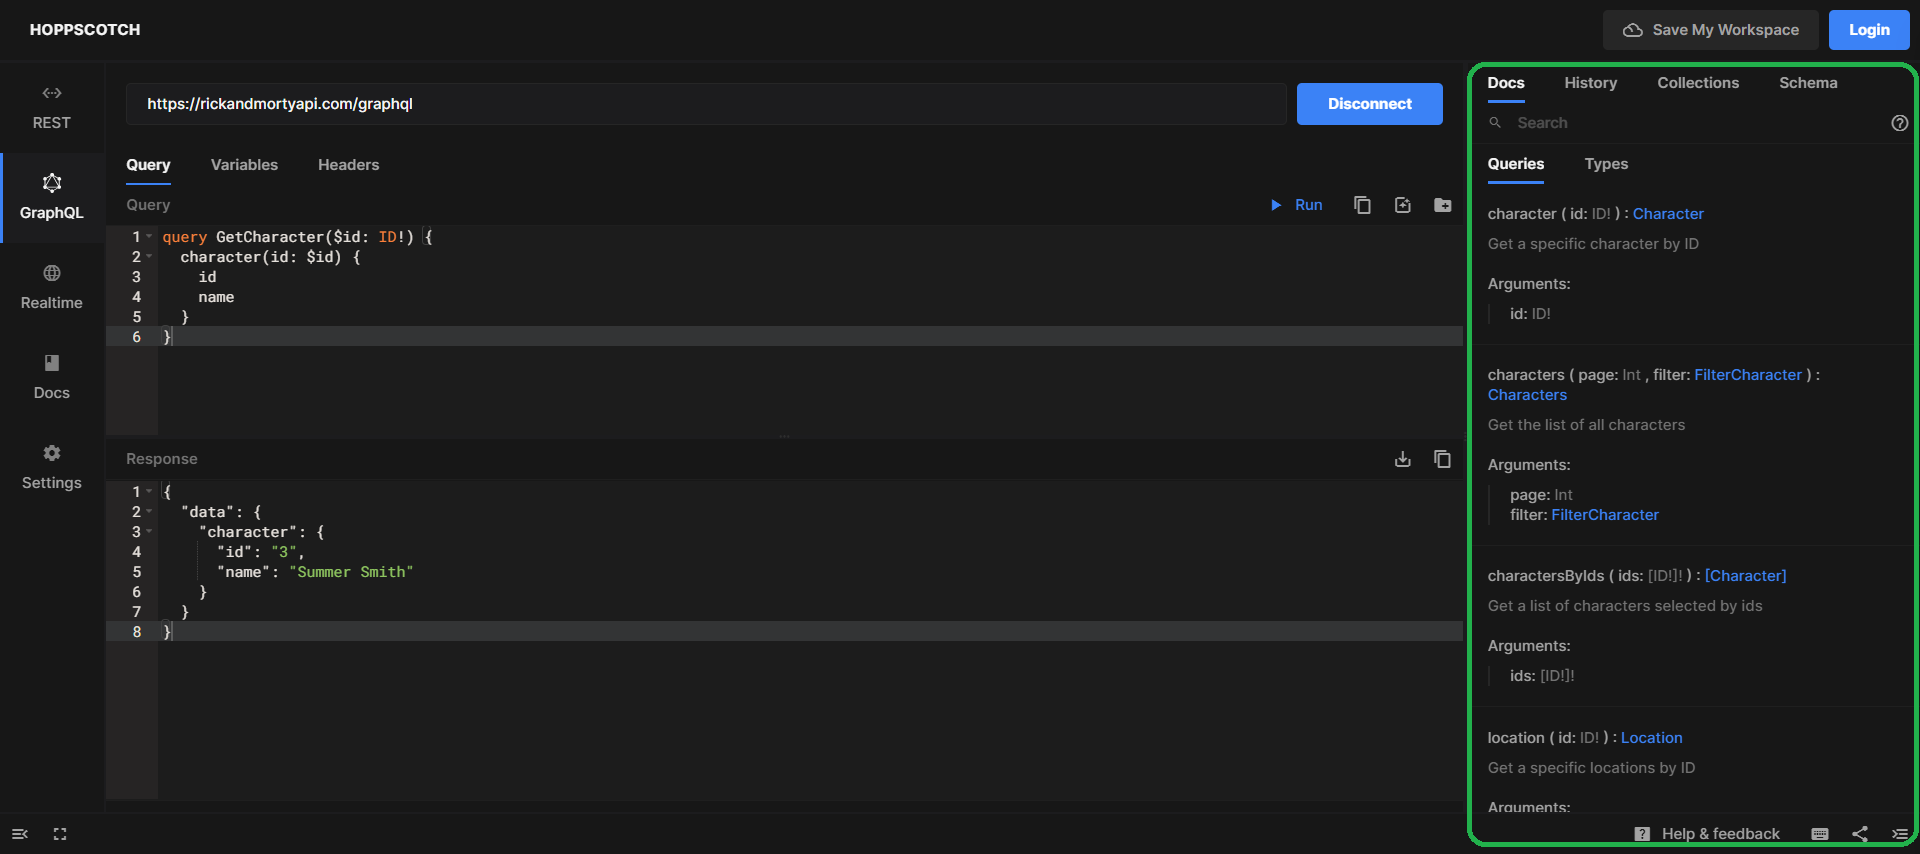 HOPPSCOTCH
Save My Workspace
Login
REST
GraphQL
Realtime
Docs
Settings
https://rickandmortyapi.com/graphql
Disconnect
Query Variables Headers
Query
Run
1 query GetCharacter($id: ID!) {
2 character(id: $id) {
3 id
4 name
5 }
6 }
Response
1 {
2 "data": {
3 "character": {
4 "id": "3",
5 "name": "Summer Smith"
6 }
7 }
8 }
Docs History Collections Schema
Search
Queries Types
character ( id: ID! ) : Character
Get a specific character by ID
Arguments:
id: ID!
characters ( page: Int , filter: FilterCharacter ) :
Characters
Get the list of all characters
Arguments:
page: Int
filter: FilterCharacter
charactersByIds ( ids: [ID!]! ) : [Character]
Get a list of characters selected by ids
Arguments:
ids: [ID!]!
location ( id: ID! ) : Location
Get a specific locations by ID
Arguments:
Help & feedback